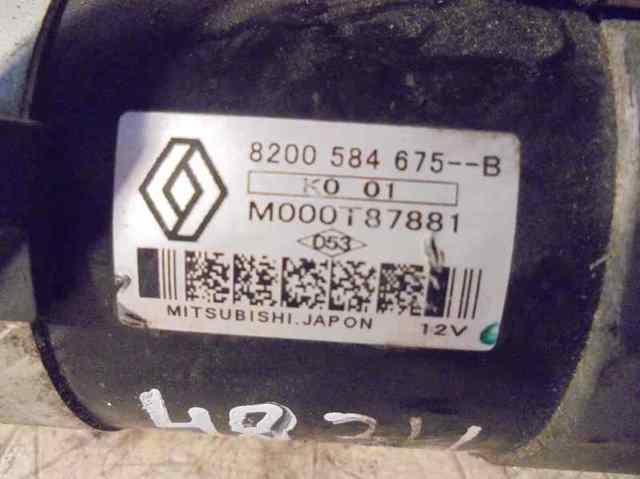 8200 584 675--B
K0 01
M000T87881
D53
MITSUBISHI.JAPON
12V